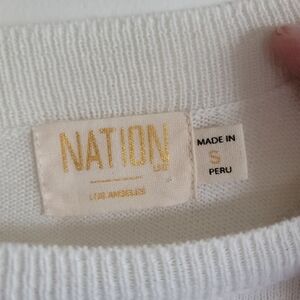 NATION
LOS ANGELES
MADE IN
S
PERU